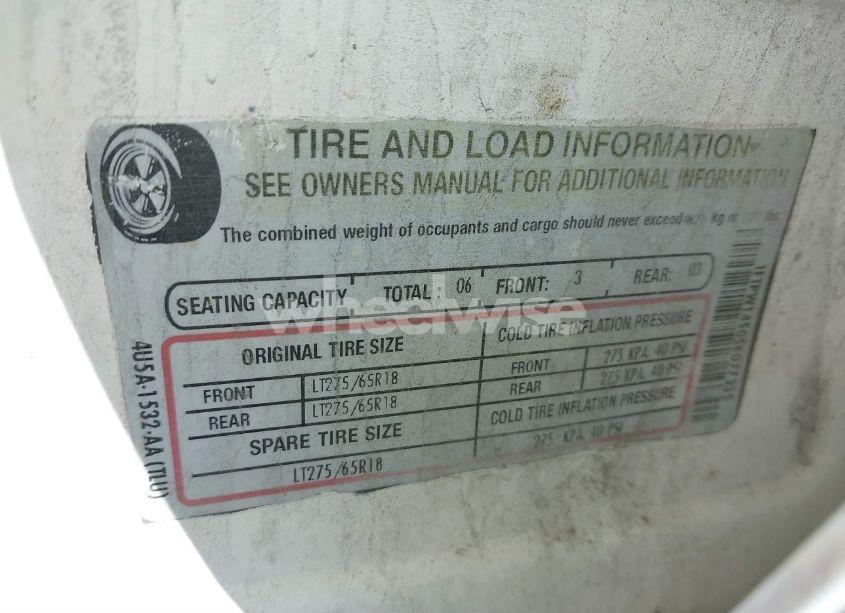 TIRE AND LOAD INFORMATION
SEE OWNERS MANUAL FOR ADDITIONAL INFORMATION
The combined weight of occupants and cargo should never exceed kg or
SEATING CAPACITY TOTAL: 06 FRONT: 3 REAR: 03
wheelwise
ORIGINAL TIRE SIZE COLD TIRE INFLATION PRESSURE
FRONT LT275/65R18 FRONT 275 KPA, 40 PSI
REAR LT275/65R18 REAR 275 KPA, 40 PSI
SPARE TIRE SIZE COLD TIRE INFLATION PRESSURE
LT275/65R18 275 KPA, 40 PSI
4U5A-1532-AA (TLU)